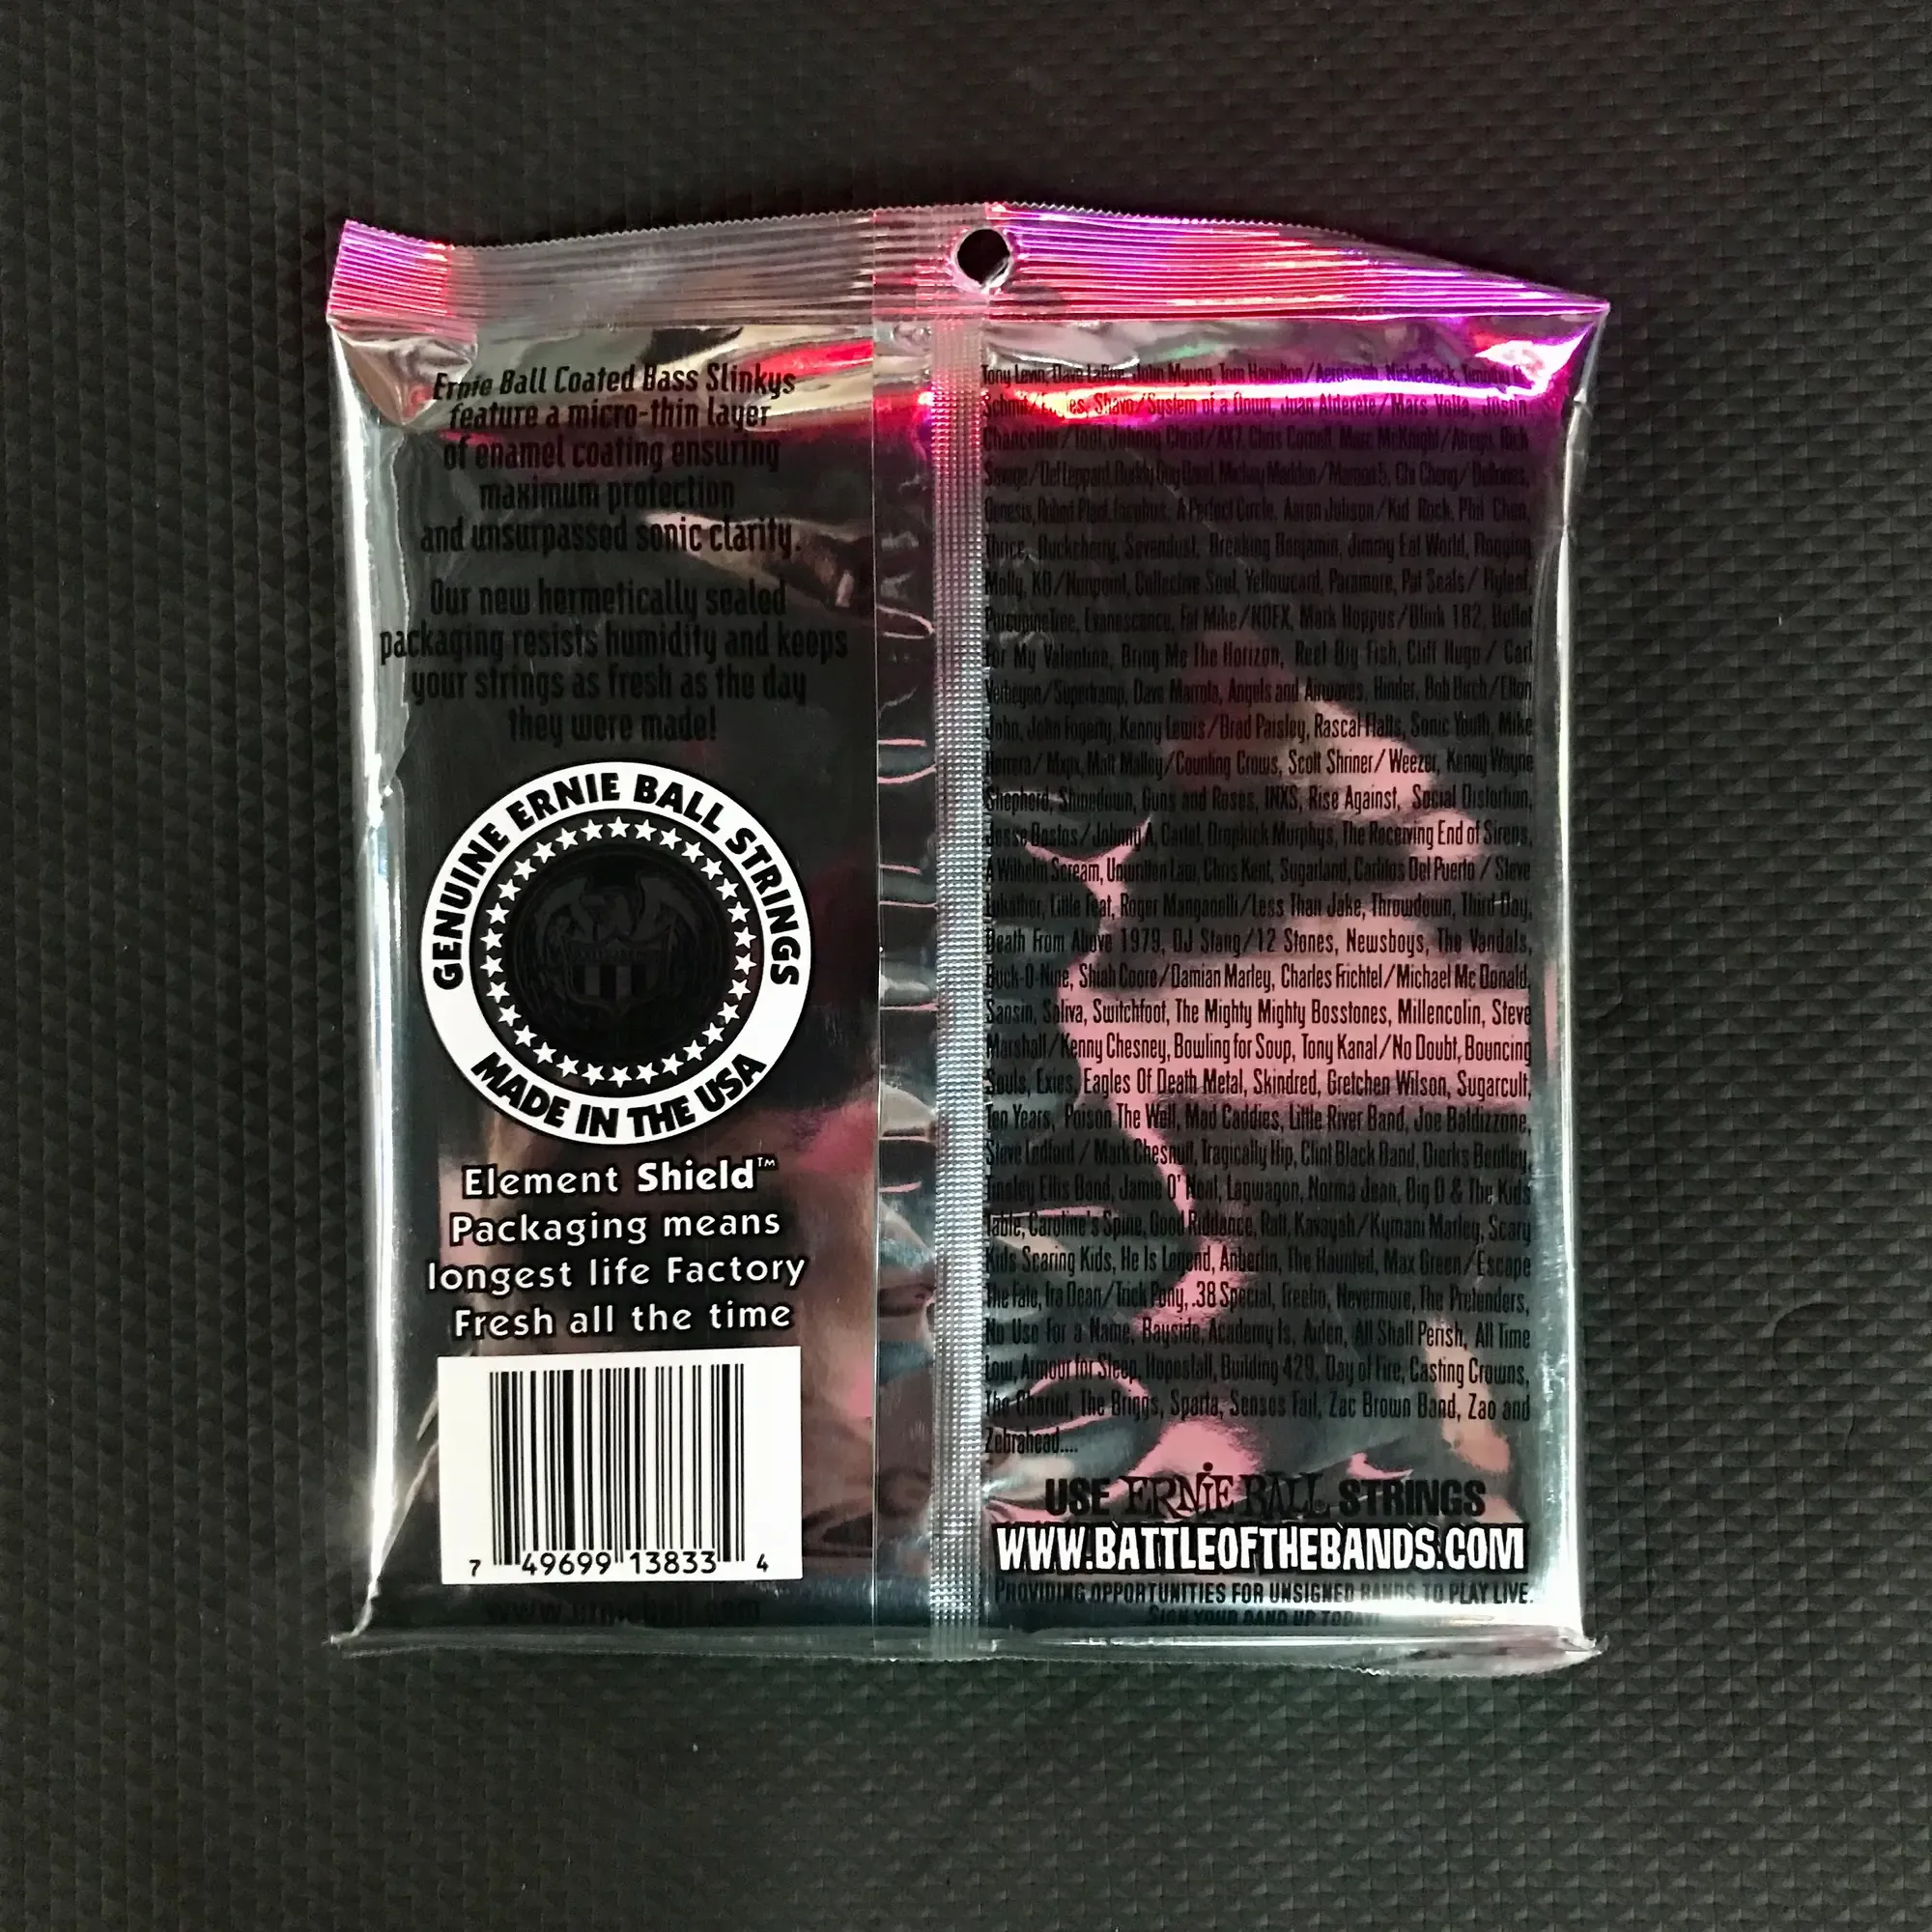 Ernie Ball Coated Bass Slinkys
feature a micro-thin layer
of enamel coating ensuring
maximum protection
and unsurpassed sonic clarity.
Our new hermetically sealed
packaging resists humidity and keeps
your strings as fresh as the day
they were made!
GENUINE ERNIE BALL STRINGS
MADE IN THE USA
Element Shield™
Packaging means
longest life Factory
Fresh all the time
7 49699 13833 4
www.ernieball.com
Tony Levin, Dave LaRue, John Myung, Tom Hamilton/Aerosmith, Nickelback, Timothy
Schmit/ Shavo/System of a Down, Juan Alderete/Mars Volta, Justin
Chancellor/Tool, Johnny Christ/AX7, Chris Cornell, Marc McKnight/Atreyu, Rich
Savage/Def Leppard, Buddy Guy Band, Mickey Madden/Maroon 5, Chi Cheng/Deftones,
Genesis, Robert Plant, Incubus, A Perfect Circle, Aaron Julison/Kid Rock, Phil Chen,
Thrice, Buckcherry, Sevendust, Breaking Benjamin, Jimmy Eat World, Flogging
Molly, KB/Nonpoint, Collective Soul, Yellowcard, Paramore, Pat Seals/ Flyleaf,
PorcupineTree, Evanescence, Fat Mike/NOFX, Mark Hoppus/Blink 182, Bullet
For My Valentine, Bring Me The Horizon, Reel Big Fish, Cliff Hugo/ Carl
Verheyen/Supertramp, Dave Marotta, Angels and Airwaves, Hinder, Bob Birch/Elton
John, John Fogerty, Kenny Lewis/Brad Paisley, Rascal Flatts, Sonic Youth, Mike
Herrera/ Mxpx, Matt Malley/Counting Crows, Scott Shriner/ Weezer, Kenny Wayne
Shepherd, Shinedown, Guns and Roses, INXS, Rise Against, Social Distortion,
Jesse Bastos/Johnny A, Cartel, Dropkick Murphys, The Receiving End of Sirens,
A Wilhelm Scream, Unwritten Law, Chris Kent, Sugarland, Carlitos Del Puerto / Steve
Lukather, Little Feat, Roger Manganelli/Less Than Jake, Throwdown, Third Day,
Death From Above 1979, DJ Stang/12 Stones, Newsboys, The Vandals,
Buck-O-Nine, Shiah Coore/Damian Marley, Charles Frichtel/Michael Mc Donald,
Saosin, Saliva, Switchfoot, The Mighty Mighty Bosstones, Millencolin, Steve
Marshall/Kenny Chesney, Bowling for Soup, Tony Kanal/No Doubt, Bouncing
Souls, Exies, Eagles Of Death Metal, Skindred, Gretchen Wilson, Sugarcult,
Ten Years, Poison The Well, Mad Caddies, Little River Band, Joe Baldizzone,
Steve Ledford / Mark Chesnutt, Tragically Hip, Clint Black Band, Dierks Bentley,
Tinsley Ellis Band, Jamie O' Neal, Lagwagon, Norma Jean, Big D & The Kids
Table, Caroline's Spine, Good Riddance, Ratt, Kavayah/Kymani Marley, Scary
Kids Scaring Kids, He Is Legend, Anberlin, The Haunted, Max Green/Escape
The Fate, Ira Dean/Trick Pony, .38 Special, Freebo, Nevermore, The Pretenders,
No Use for a Name, Bayside, Academy Is, Aiden, All Shall Perish, All Time
Low, Armour for Sleep, Hopesfall, Building 429, Day of Fire, Casting Crowns,
The Chariot, The Briggs, Sparta, Senses Fail, Zac Brown Band, Zao and
Zebrahead....
USE ERNIE BALL STRINGS
WWW.BATTLEOFTHEBANDS.COM
PROVIDING OPPORTUNITIES FOR UNSIGNED BANDS TO PLAY LIVE.
SIGN YOUR BAND UP TODAY